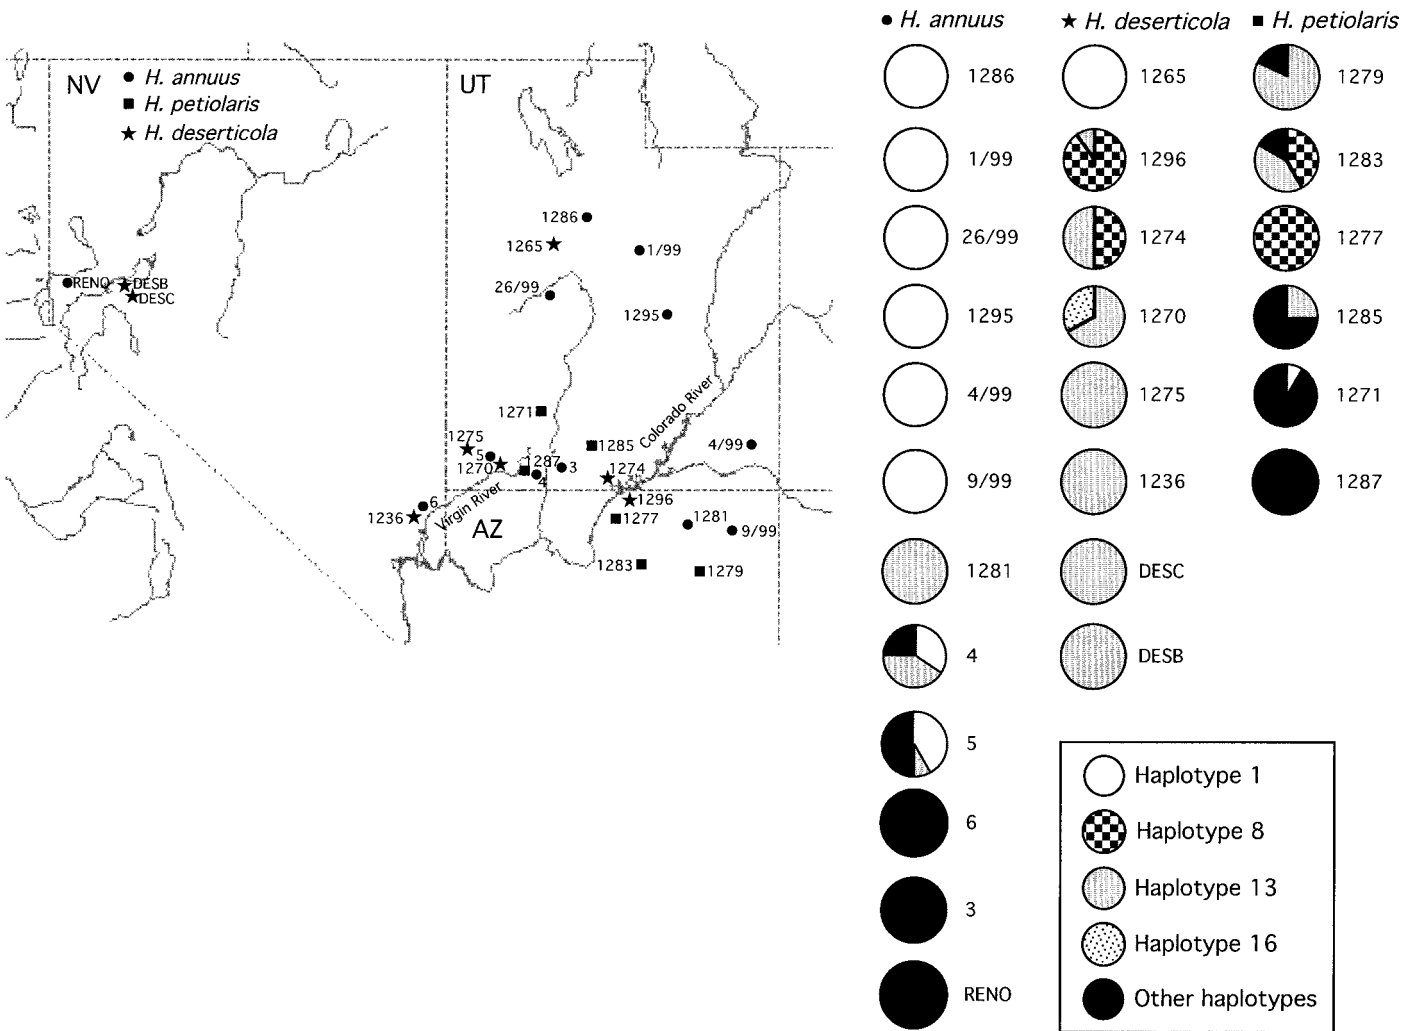 NV
● H. annuus
■ H. petiolaris
★ H. deserticola
UT
1286
1265
1/99
26/99
1295
RENO
DESB
DESC
1271
Colorado River
1275
5
1270
1287
4
3
1285
1274
4/99
6
1236
Virgin River
AZ
1296
1277
1281
9/99
1283
1279
● H. annuus
1286
1/99
26/99
1295
4/99
9/99
1281
4
5
6
3
RENO
★ H. deserticola
1265
1296
1274
1270
1275
1236
DESC
DESB
■ H. petiolaris
1279
1283
1277
1285
1271
1287
Haplotype 1
Haplotype 8
Haplotype 13
Haplotype 16
Other haplotypes